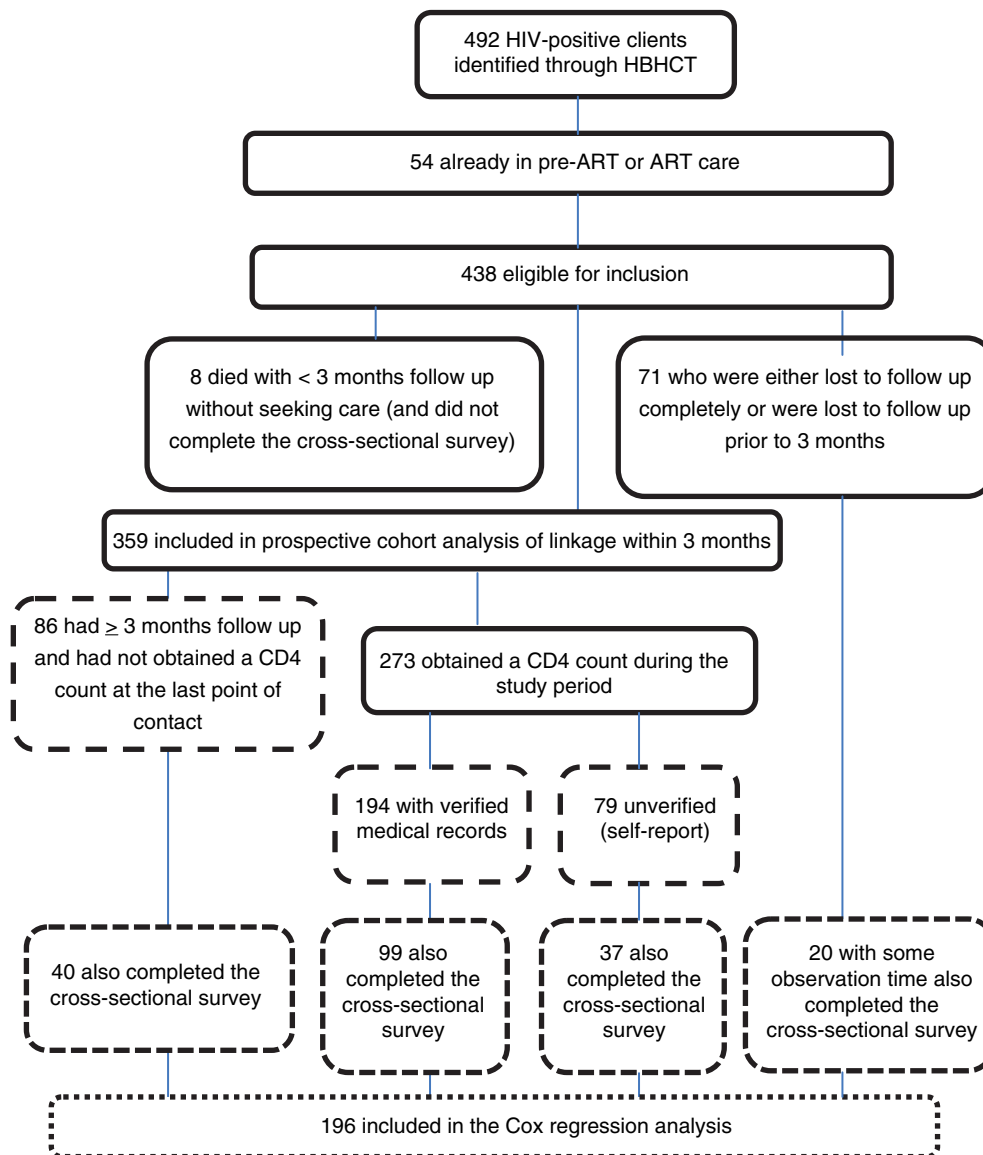 492 HIV-positive clients
identified through HBHCT
54 already in pre-ART or ART care
438 eligible for inclusion
8 died with < 3 months follow up
without seeking care (and did not
complete the cross-sectional survey)
71 who were either lost to follow up
completely or were lost to follow up
prior to 3 months
359 included in prospective cohort analysis of linkage within 3 months
86 had ≥ 3 months follow up
and had not obtained a CD4
count at the last point of
contact
273 obtained a CD4 count during the
study period
194 with verified
medical records
79 unverified
(self-report)
40 also completed the
cross-sectional survey
99 also
completed the
cross-sectional
survey
37 also
completed the
cross-sectional
survey
20 with some
observation time also
completed the
cross-sectional survey
196 included in the Cox regression analysis